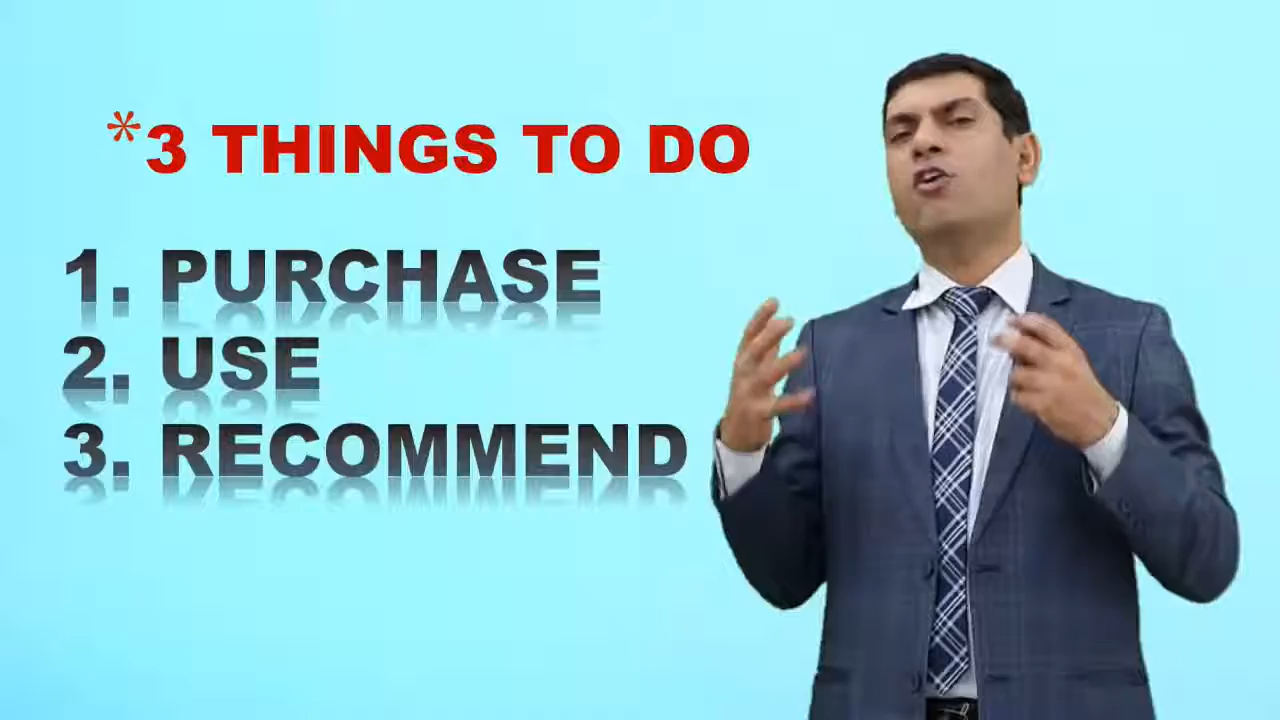 *3 THINGS TO DO
1. PURCHASE
2. USE
3. RECOMMEND